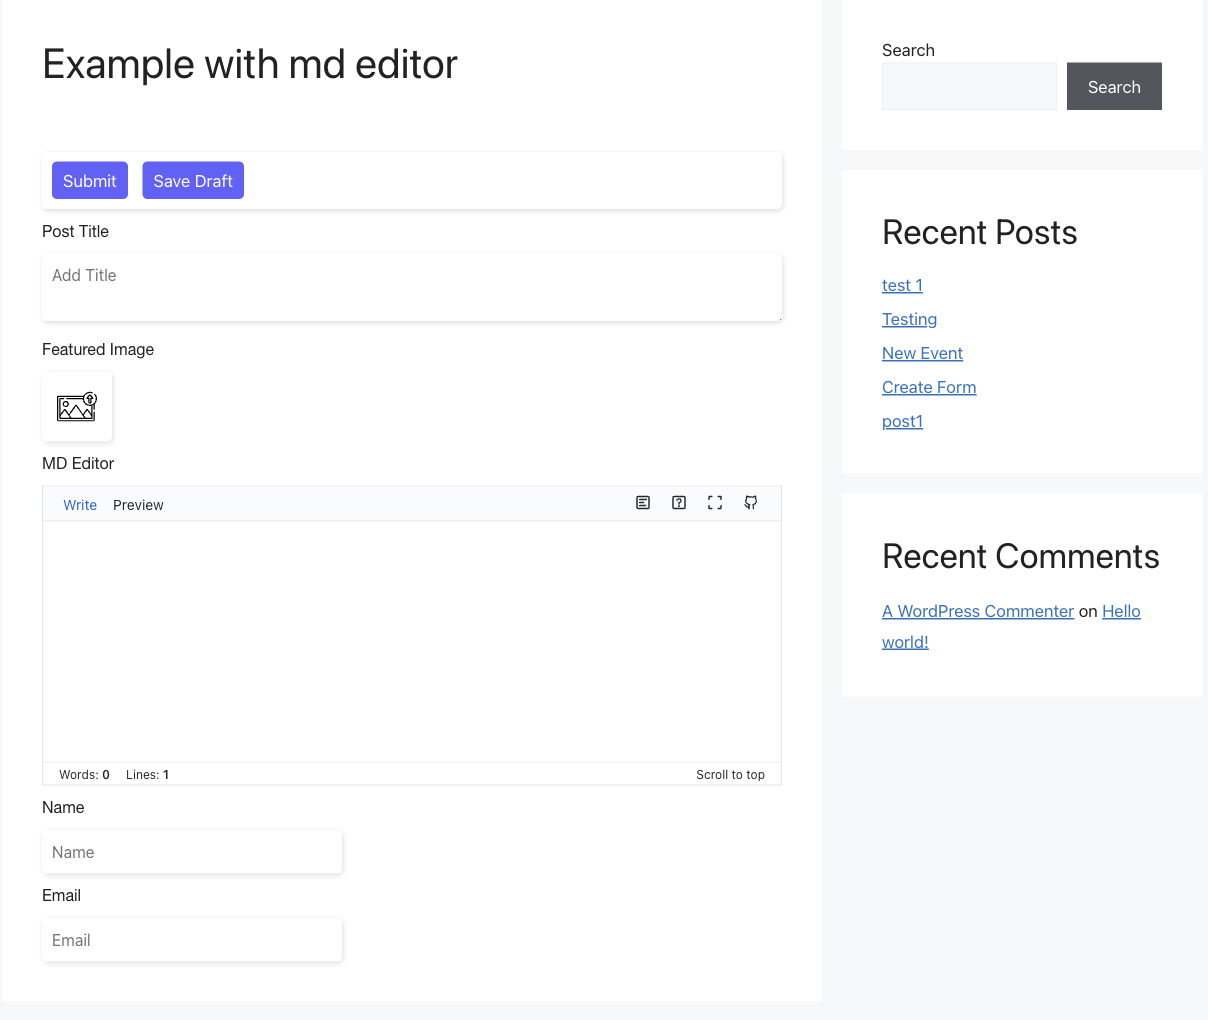 Example with md editor
Submit
Save Draft
Post Title
Add Title
Featured Image
MD Editor
Write
Preview
Words: 0
Lines: 1
Scroll to top
Name
Name
Email
Email
Search
Search
Recent Posts
test 1
Testing
New Event
Create Form
post1
Recent Comments
A WordPress Commenter on Hello
world!